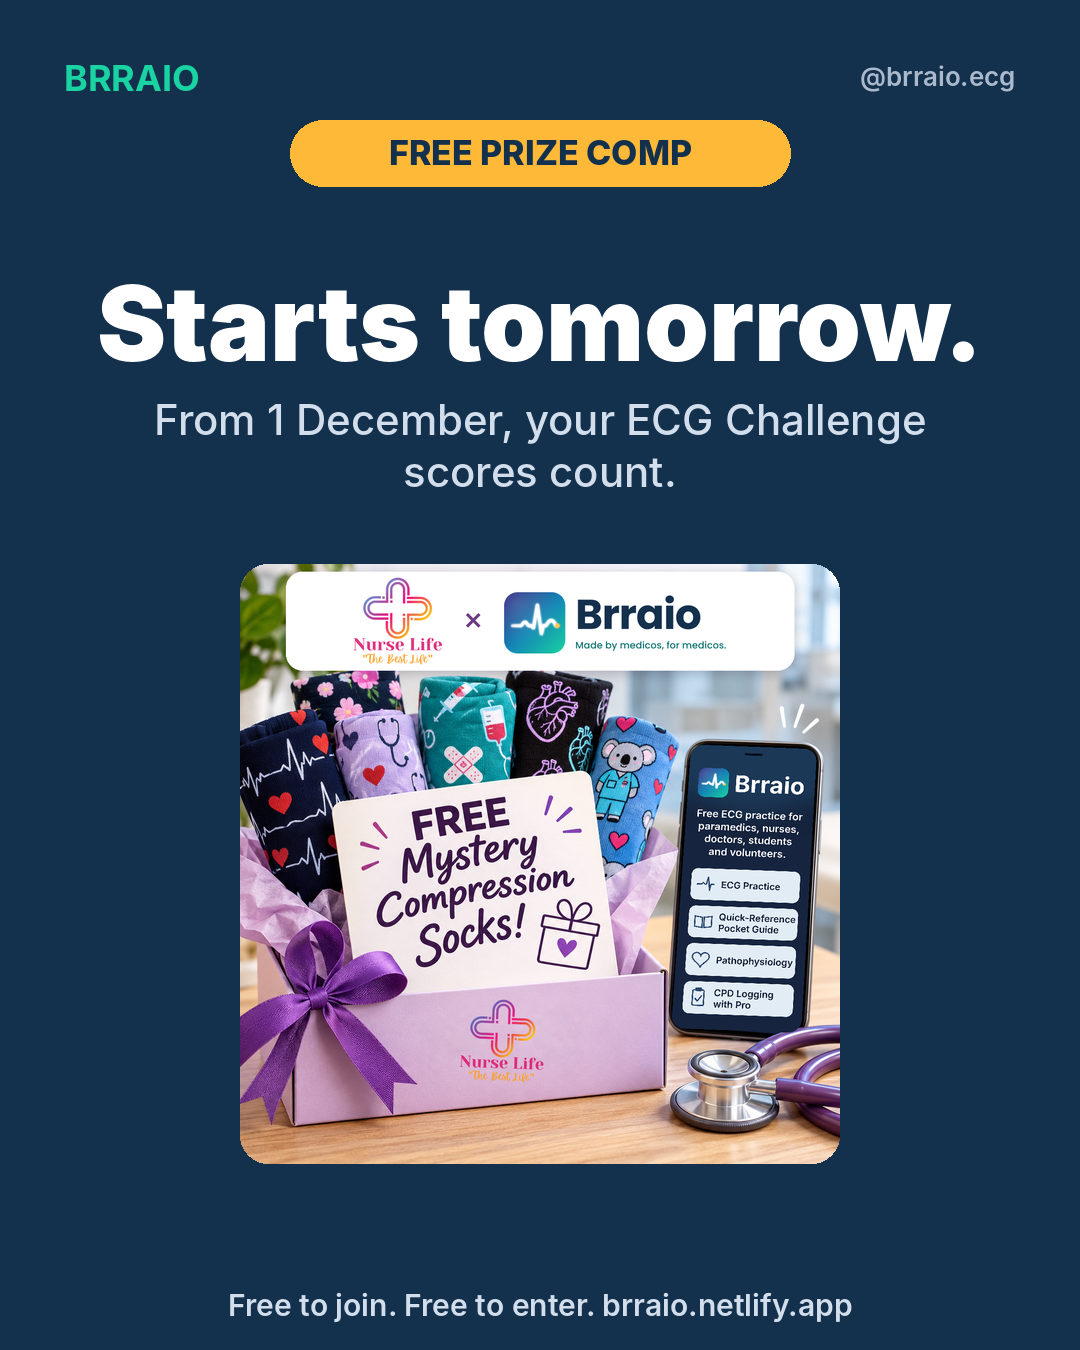 BRRAIO
@brraio.ecg
FREE PRIZE COMP
Starts tomorrow.
From 1 December, your ECG Challenge
scores count.
Nurse Life
"The Best Life"
×
Brraio
Made by medicos, for medicos.
FREE
Mystery
Compression
Socks!
Nurse Life
"The Best Life"
Brraio
Free ECG practice for
paramedics, nurses,
doctors, students
and volunteers.
ECG Practice
Quick-Reference
Pocket Guide
Pathophysiology
CPD Logging
with Pro
Free to join. Free to enter. brraio.netlify.app